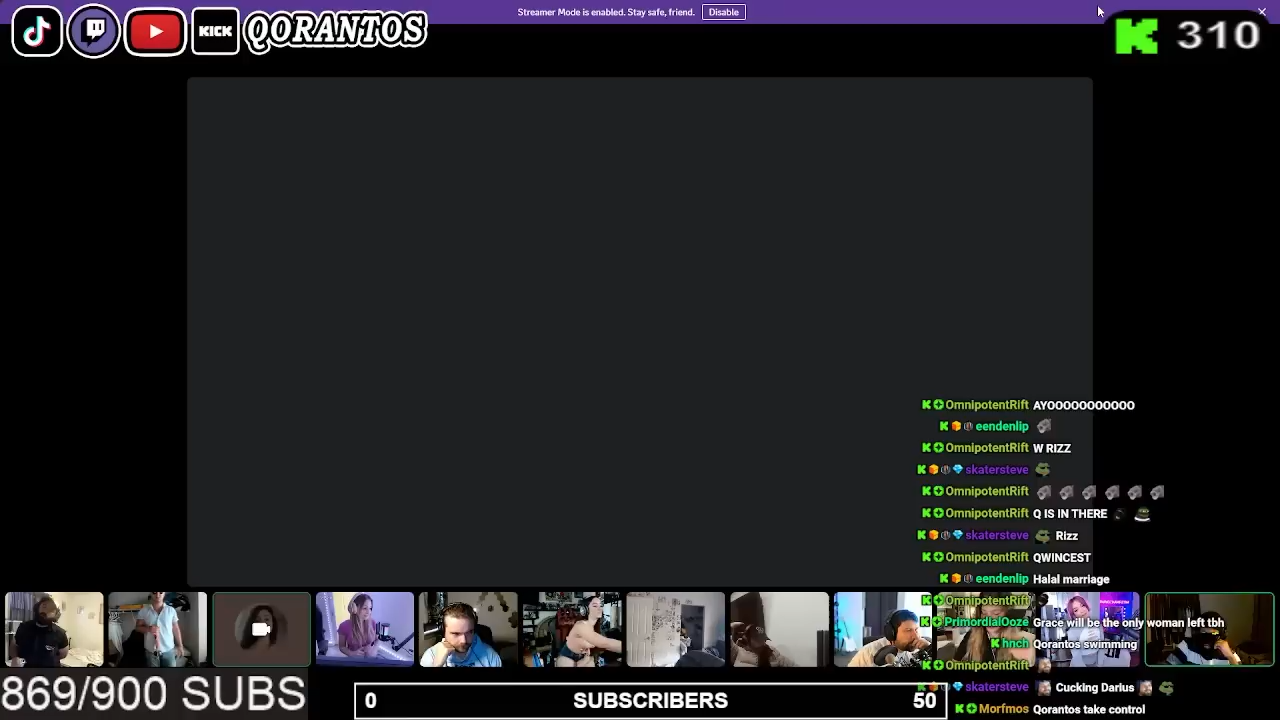 Streamer Mode is enabled. Stay safe, friend. Disable
KICK QORANTOS
310
OmnipotentRift AYOOOOOOOOOOO
eendenlip
OmnipotentRift W RIZZ
skatersteve
OmnipotentRift
OmnipotentRift Q IS IN THERE
skatersteve Rizz
OmnipotentRift QWINCEST
eendenlip Halal marriage
OmnipotentRift
PrimordialOoze Grace will be the only woman left tbh
hnch Qorantos swimming
OmnipotentRift
skatersteve Cucking Darius
Morfmos Qorantos take control
869/900 SUBS
0 SUBSCRIBERS 50